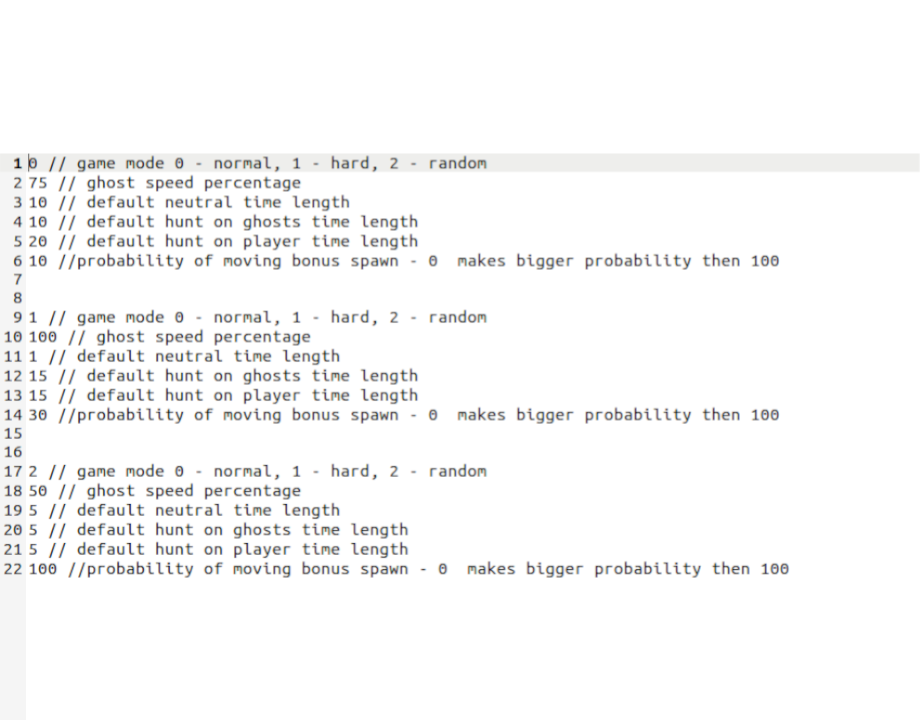 1 0 // game mode 0 - normal, 1 - hard, 2 - random
2 75 // ghost speed percentage
3 10 // default neutral time length
4 10 // default hunt on ghosts time length
5 20 // default hunt on player time length
6 10 //probability of moving bonus spawn - 0  makes bigger probability then 100
7
8
9 1 // game mode 0 - normal, 1 - hard, 2 - random
10 100 // ghost speed percentage
11 1 // default neutral time length
12 15 // default hunt on ghosts time length
13 15 // default hunt on player time length
14 30 //probability of moving bonus spawn - 0  makes bigger probability then 100
15
16
17 2 // game mode 0 - normal, 1 - hard, 2 - random
18 50 // ghost speed percentage
19 5 // default neutral time length
20 5 // default hunt on ghosts time length
21 5 // default hunt on player time length
22 100 //probability of moving bonus spawn - 0  makes bigger probability then 100